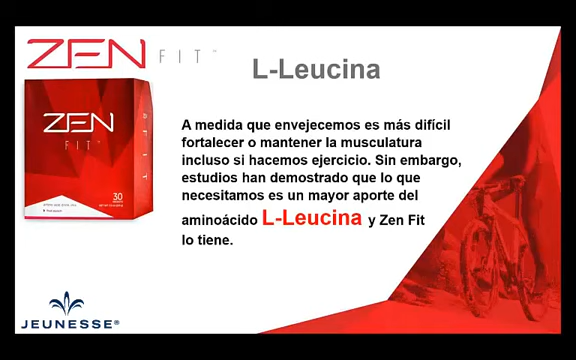 ZEN FIT™
L-Leucina
ZEN
FIT™
ZEN FIT
30
A medida que envejecemos es más difícil
fortalecer o mantener la musculatura
incluso si hacemos ejercicio. Sin embargo,
estudios han demostrado que lo que
necesitamos es un mayor aporte del
aminoácido L-Leucina y Zen Fit
lo tiene.
JEUNESSE®